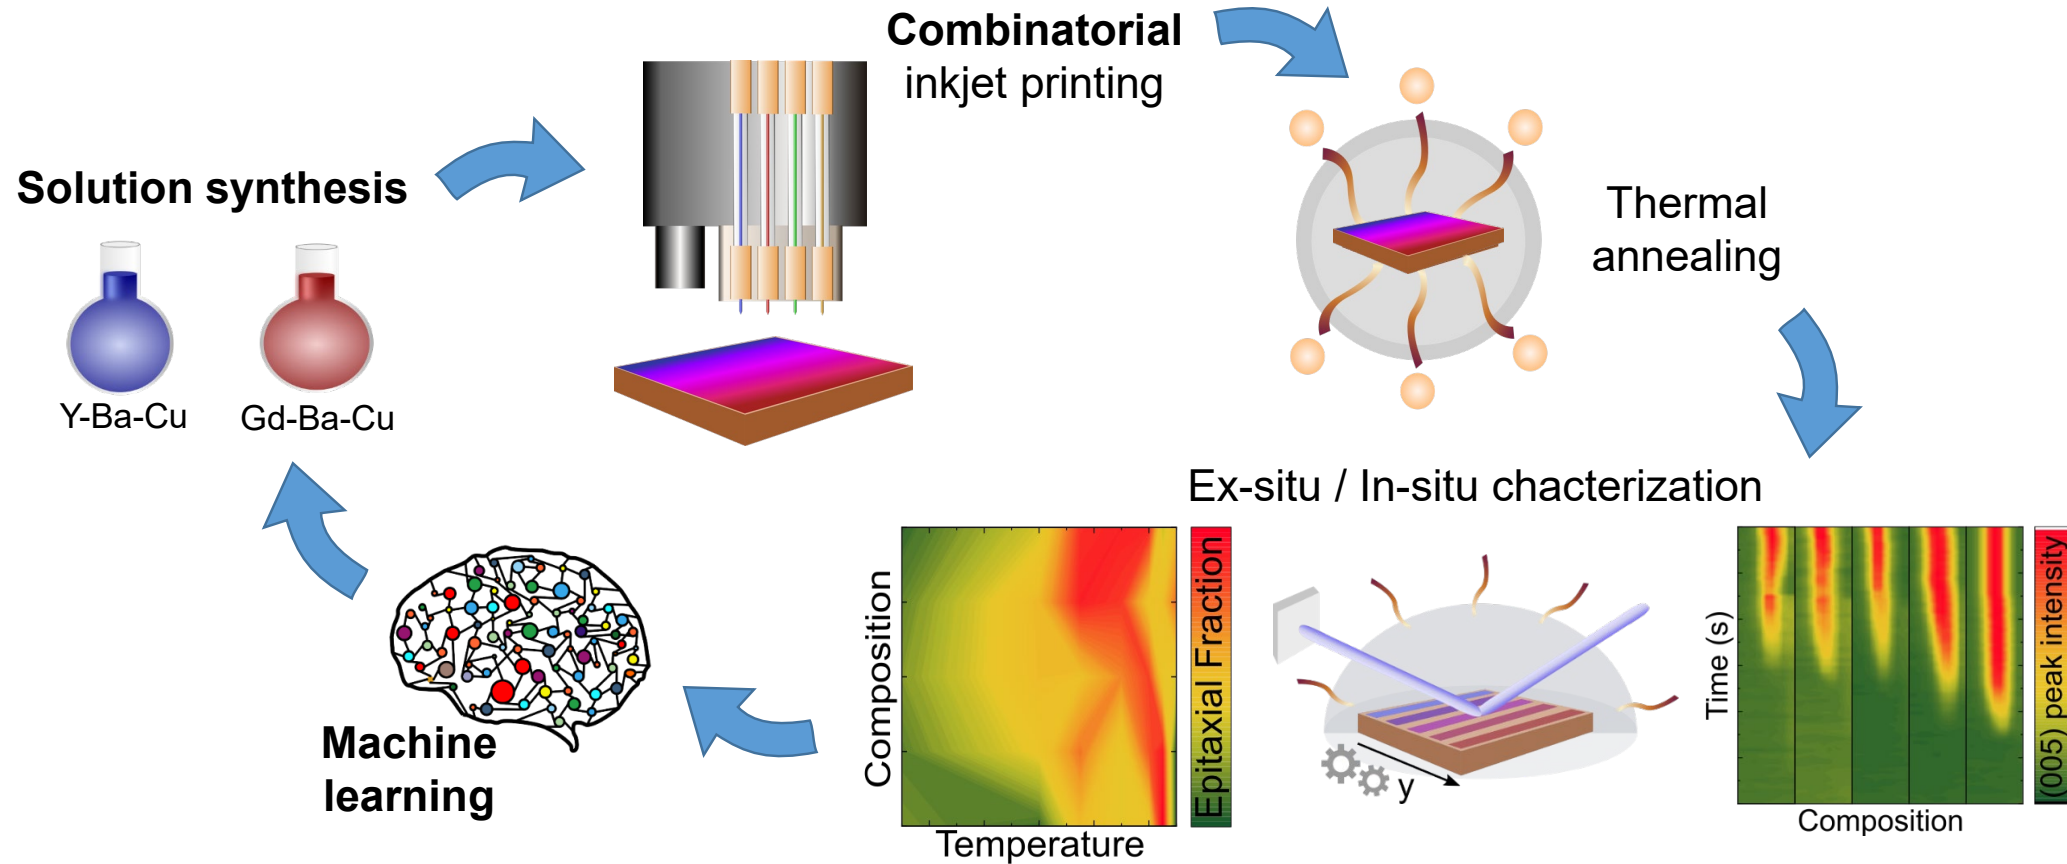 Combinatorial
inkjet printing
Solution synthesis
Y-Ba-Cu
Gd-Ba-Cu
Thermal
annealing
Ex-situ / In-situ chacterization
Composition
Temperature
Epitaxial Fraction
y
Time (s)
Composition
(005) peak intensity
Machine
learning